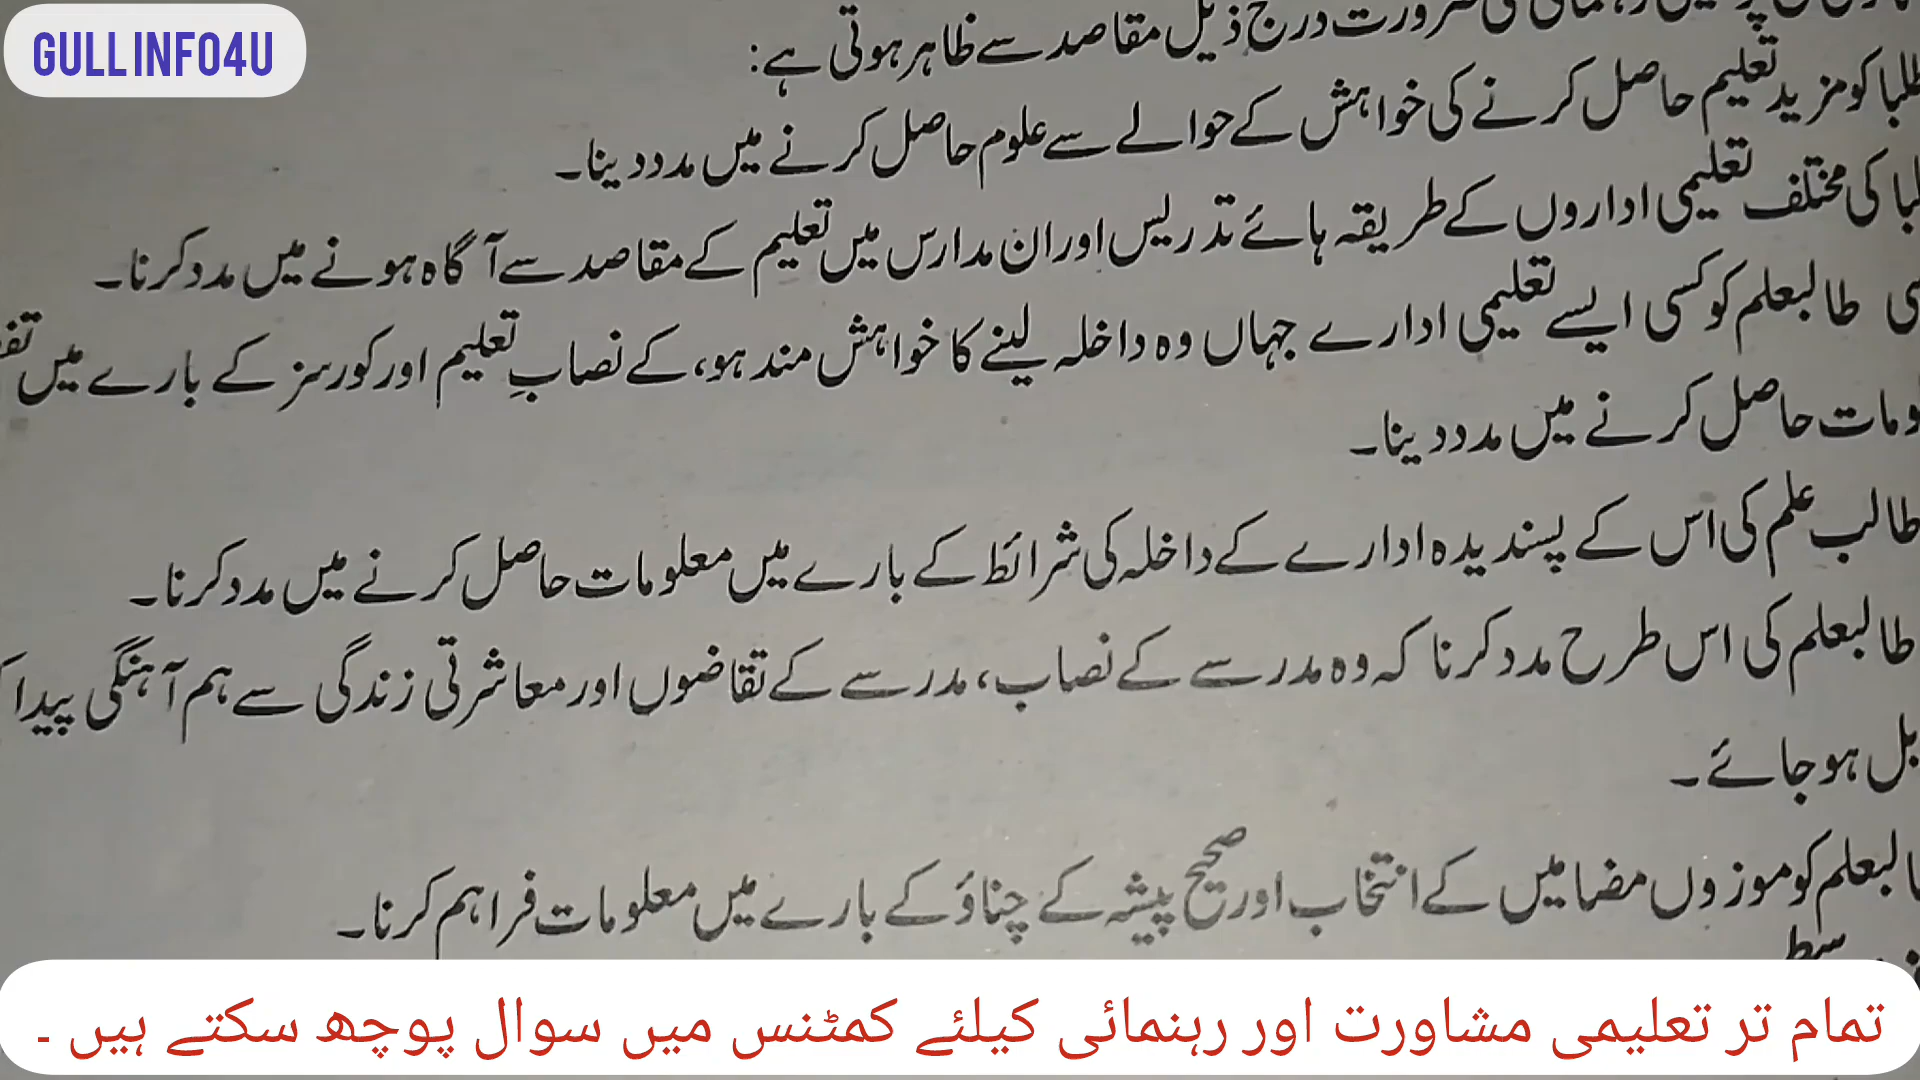 GULL INFO4U
ضرورت درج ذیل مقاصد سے ظاہر ہوتی ہے:
طلبا کو مزید تعلیم حاصل کرنے کی خواہش کے حوالے سے علوم حاصل کرنے میں مدد دینا۔
کی مختلف تعلیمی اداروں کے طریقہ ہائے تدریس اور ان مدارس میں تعلیم کے مقاصد سے آگاہ ہونے میں مدد کرنا۔
طالبعلم کو کسی ایسے تعلیمی ادارے جہاں وہ داخلہ لینے کا خواہش مند ہو، کے نصابِ تعلیم اور کورسز کے بارے میں
حاصل کرنے میں مدد دینا۔
طالب علم کی اس کے پسندیدہ ادارے کے داخلہ کی شرائط کے بارے میں معلومات حاصل کرنے میں مدد کرنا۔
طالبعلم کی اس طرح مدد کرنا کہ وہ مدرسے کے نصاب، مدرسے کے تقاضوں اور معاشرتی زندگی سے ہم آہنگی پیدا
ہو جائے۔
کو موزوں مضامیں کے انتخاب اور صحیح پیشہ کے چناؤ کے بارے میں معلومات فراہم کرنا۔
تمام تر تعلیمی مشاورت اور رہنمائی کیلئے کمٹنس میں سوال پوچھ سکتے ہیں ۔